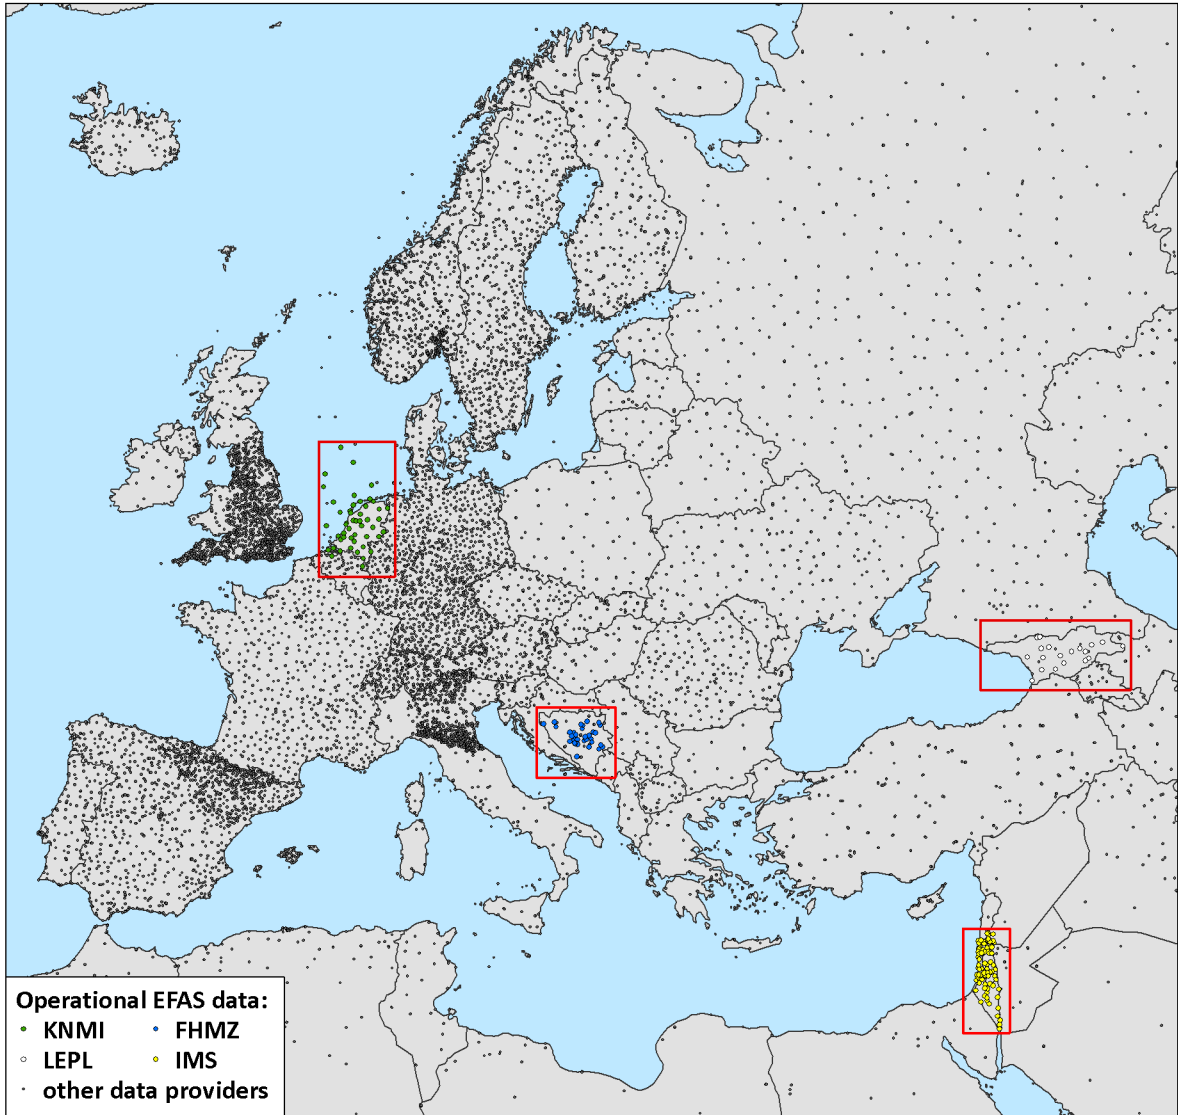 Operational EFAS data:
KNMI FHMZ
LEPL IMS
other data providers